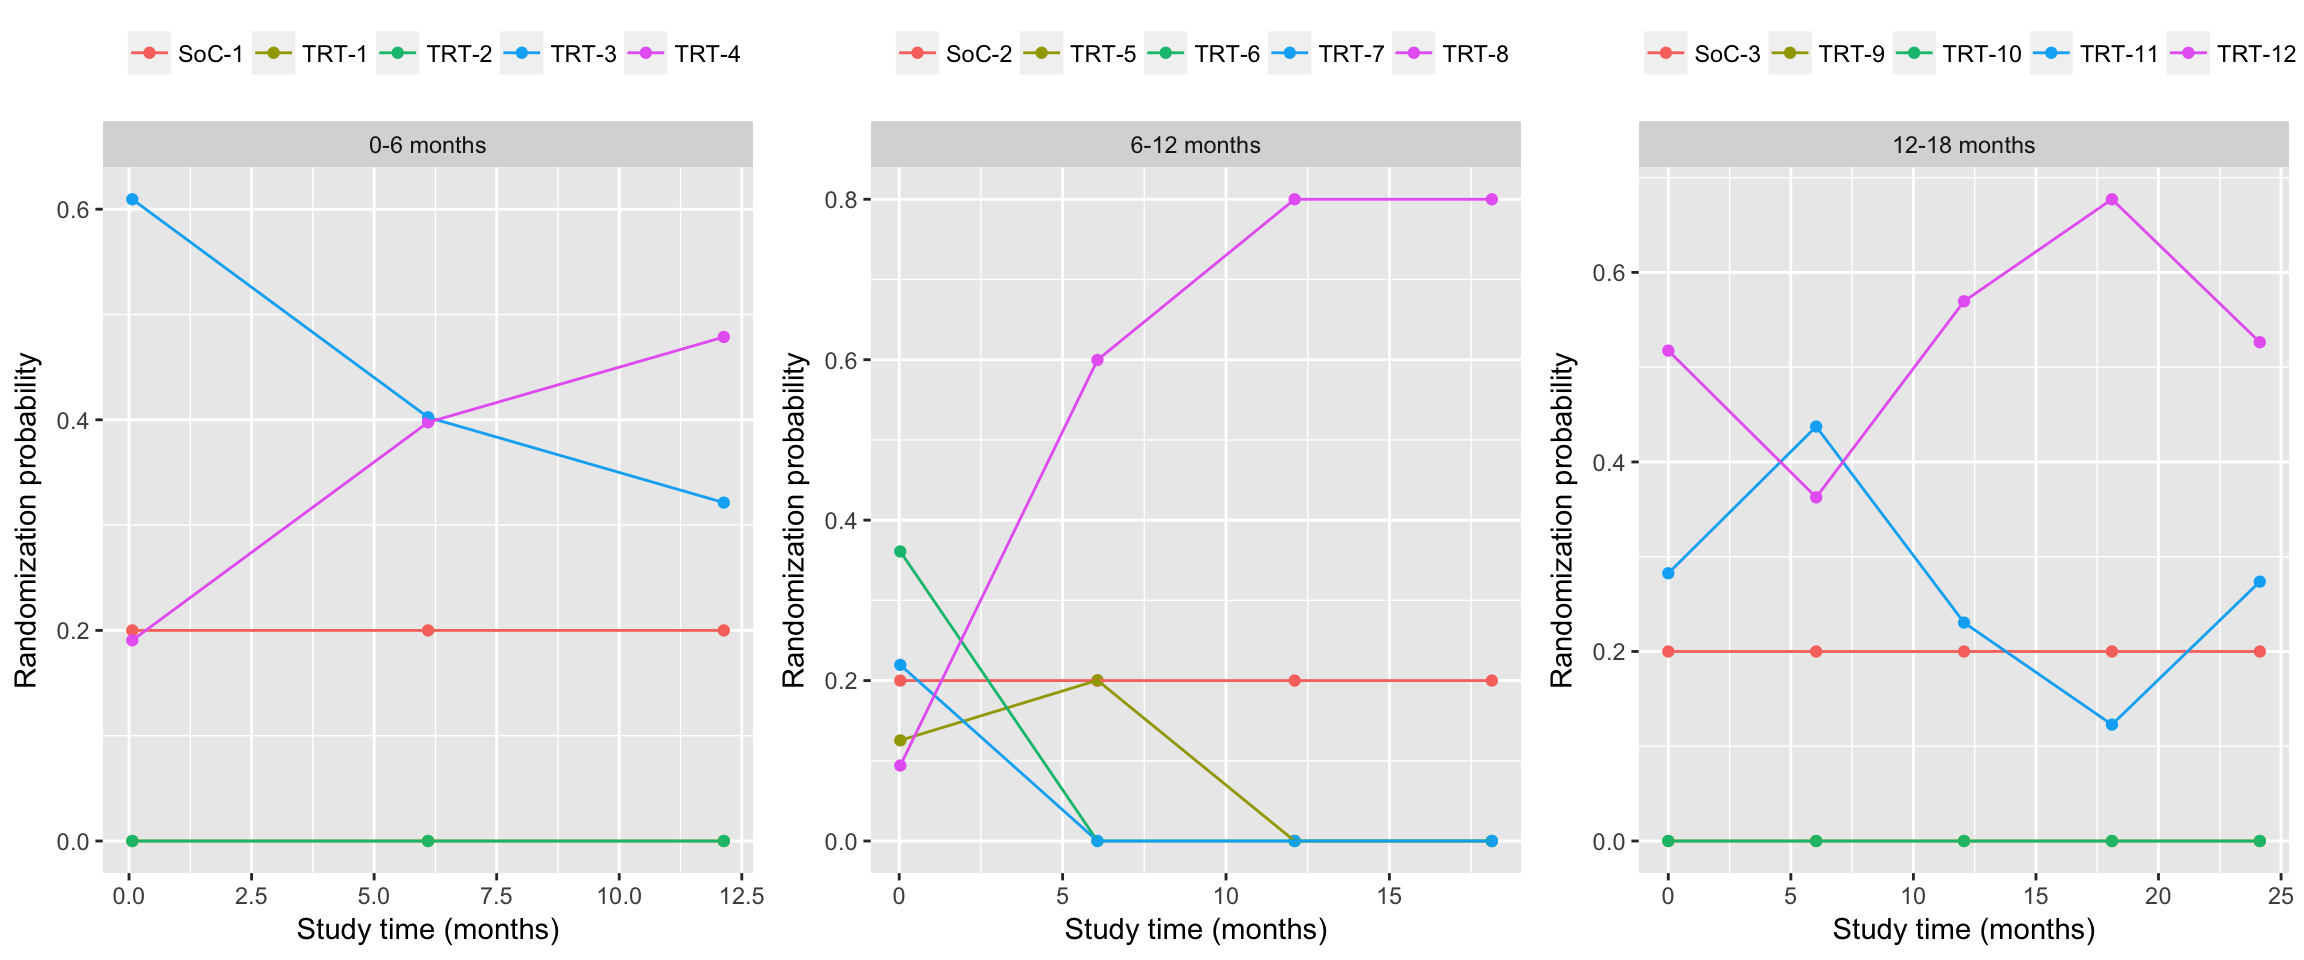 SoC-1 TRT-1 TRT-2 TRT-3 TRT-4
0-6 months
0.6
0.4
0.2
0.0
Randomization probability
0.0 2.5 5.0 7.5 10.0 12.5
Study time (months)
SoC-2 TRT-5 TRT-6 TRT-7 TRT-8
6-12 months
0.8
0.6
0.4
0.2
0.0
Randomization probability
0 5 10 15
Study time (months)
SoC-3 TRT-9 TRT-10 TRT-11 TRT-12
12-18 months
0.6
0.4
0.2
0.0
Randomization probability
0 5 10 15 20 25
Study time (months)